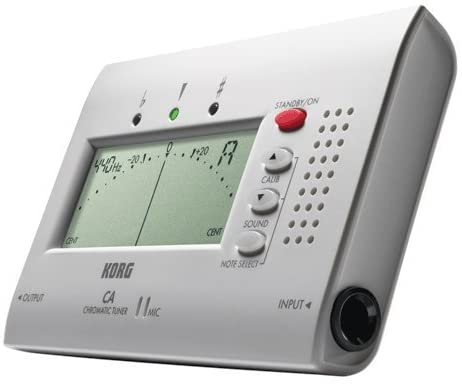 ♭ ♯
STANDBY/ON
440Hz -20 0 +20 A
CALIB
SOUND
NOTE SELECT
CENT CENT
KORG
◄OUTPUT
CA
CHROMATIC TUNER
MIC
INPUT◄